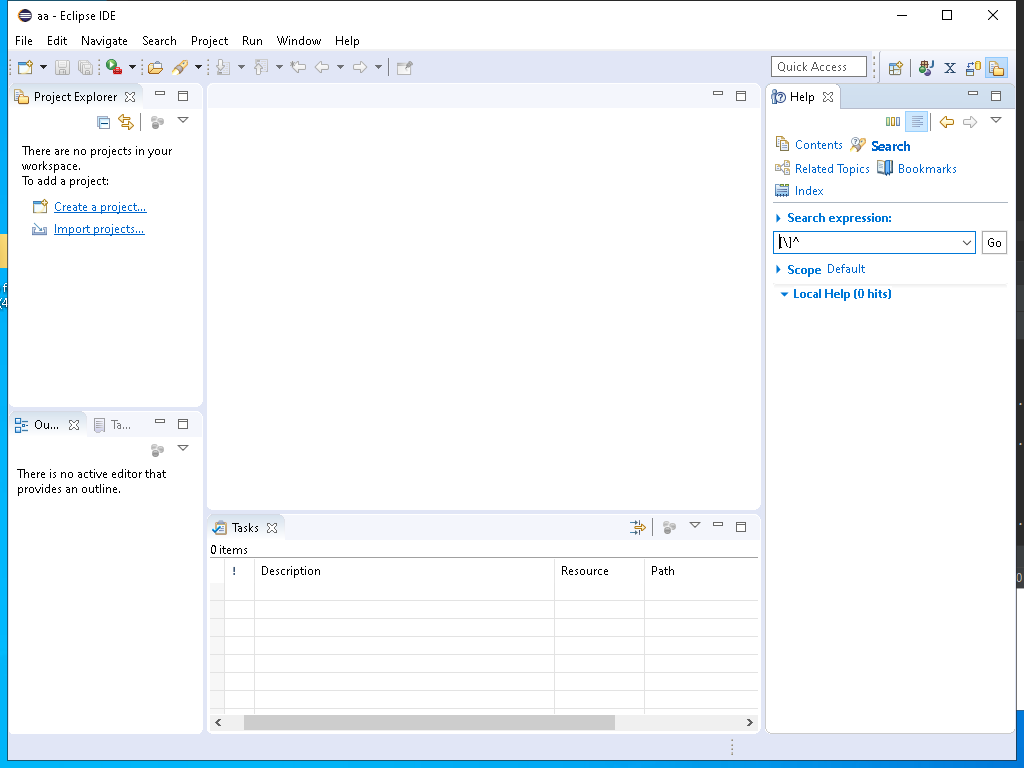 aa - Eclipse IDE
File Edit Navigate Search Project Run Window Help
Quick Access
Project Explorer
There are no projects in your
workspace.
To add a project:
Create a project...
Import projects...
Ou... Ta...
There is no active editor that
provides an outline.
Tasks
0 items
! Description Resource Path
Help
Contents Search
Related Topics Bookmarks
Index
Search expression:
[\]^ Go
Scope Default
Local Help (0 hits)